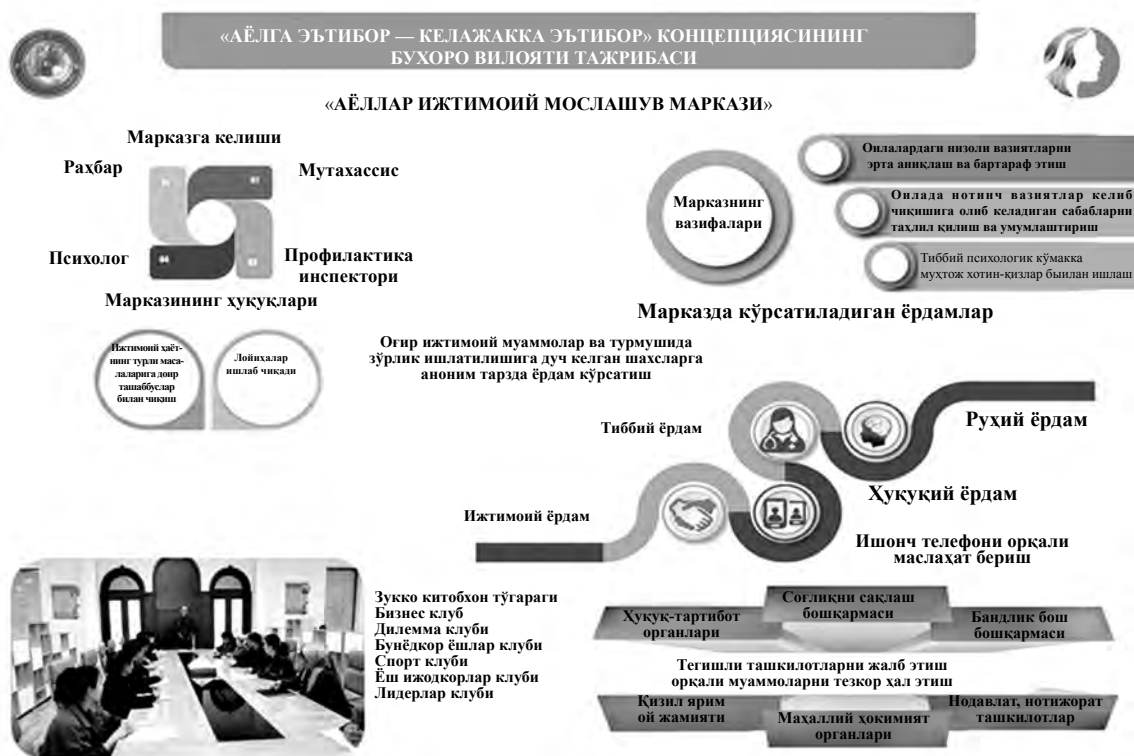 «АЁЛГА ЭЪТИБОР — КЕЛАЖАККА ЭЪТИБОР» КОНЦЕПЦИЯСИНИНГ
БУХОРО ВИЛОЯТИ ТАЖРИБАСИ
«АЁЛЛАР ИЖТИМОИЙ МОСЛАШУВ МАРКАЗИ»
Марказга келиши
Раҳбар
Мутахассис
Психолог
04
Профилактика
инспектори
Марказининг ҳуқуқлари
Ижтимоий ҳаёт-
нинг турли маса-
лаларига доир
ташаббуслар
билан чиқиш
Лойиҳалар
ишлаб чиқади
Марказнинг
вазифалари
Оилалардаги низоли вазиятларни
эрта аниқлаш ва бартараф этиш
Оилада нотинч вазиятлар келиб
чиқишига олиб келадиган сабабларни
таҳлил қилиш ва умумлаштириш
Тиббий психологик кўмакка
муҳтож хотин-қизлар быилан ишлаш
Марказда кўрсатиладиган ёрдамлар
Оғир ижтимоий муаммолар ва турмушида
зўрлик ишлатилишига дуч келган шахсларга
аноним тарзда ёрдам кўрсатиш
Тиббий ёрдам
Руҳий ёрдам
Ҳуқуқий ёрдам
Ижтимоий ёрдам
Ишонч телефони орқали
маслаҳат бериш
Зукко китобхон тўгараги
Бизнес клуб
Дилемма клуби
Бунёдкор ёшлар клуби
Спорт клуби
Ёш ижодкорлар клуби
Лидерлар клуби
Ҳуқуқ-тартибот
органлари
Соғлиқни сақлаш
бошқармаси
Бандлик бош
бошқармаси
Тегишли ташкилотларни жалб этиш
орқали муаммоларни тезкор ҳал этиш
Қизил ярим
ой жамияти
Маҳаллий ҳокимият
органлари
Нодавлат, нотижорат
ташкилотлар